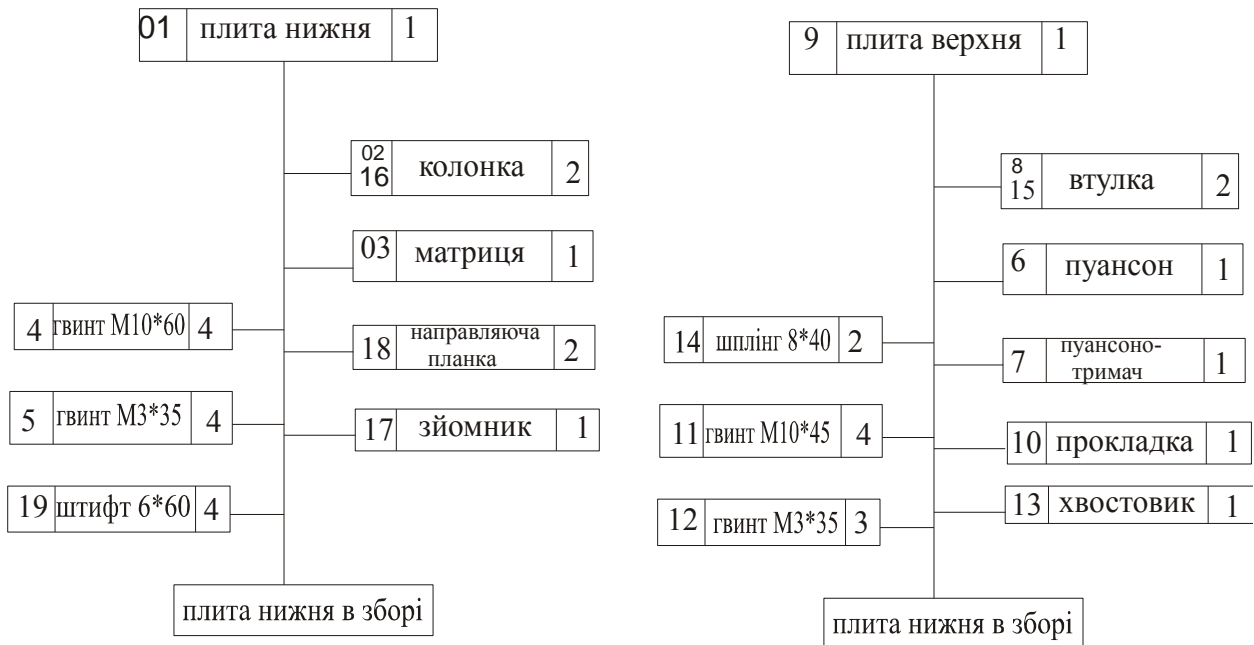 01 плита нижня 1
02
16 колонка 2
03 матриця 1
4 гвинт М10*60 4
18 направляюча
планка 2
5 гвинт М3*35 4
17 зйомник 1
19 штифт 6*60 4
плита нижня в зборі
9 плита верхня 1
8
15 втулка 2
6 пуансон 1
14 шплінг 8*40 2
7 пуансоно-
тримач 1
11 гвинт М10*45 4
10 прокладка 1
13 хвостовик 1
12 гвинт М3*35 3
плита нижня в зборі